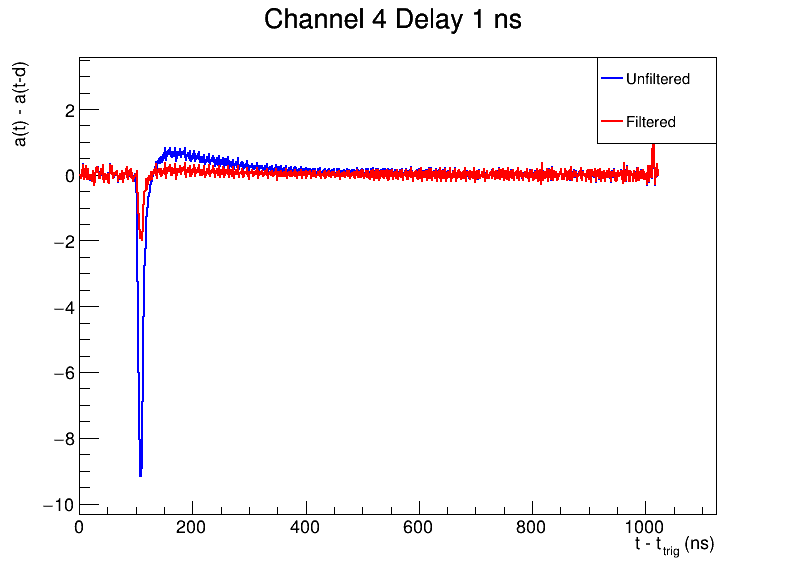 Channel 4 Delay 1 ns
a(t) - a(t-d)
Unfiltered
Filtered
2
0
−2
−4
−6
−8
−10
0 200 400 600 800 1000
t - t_trig (ns)